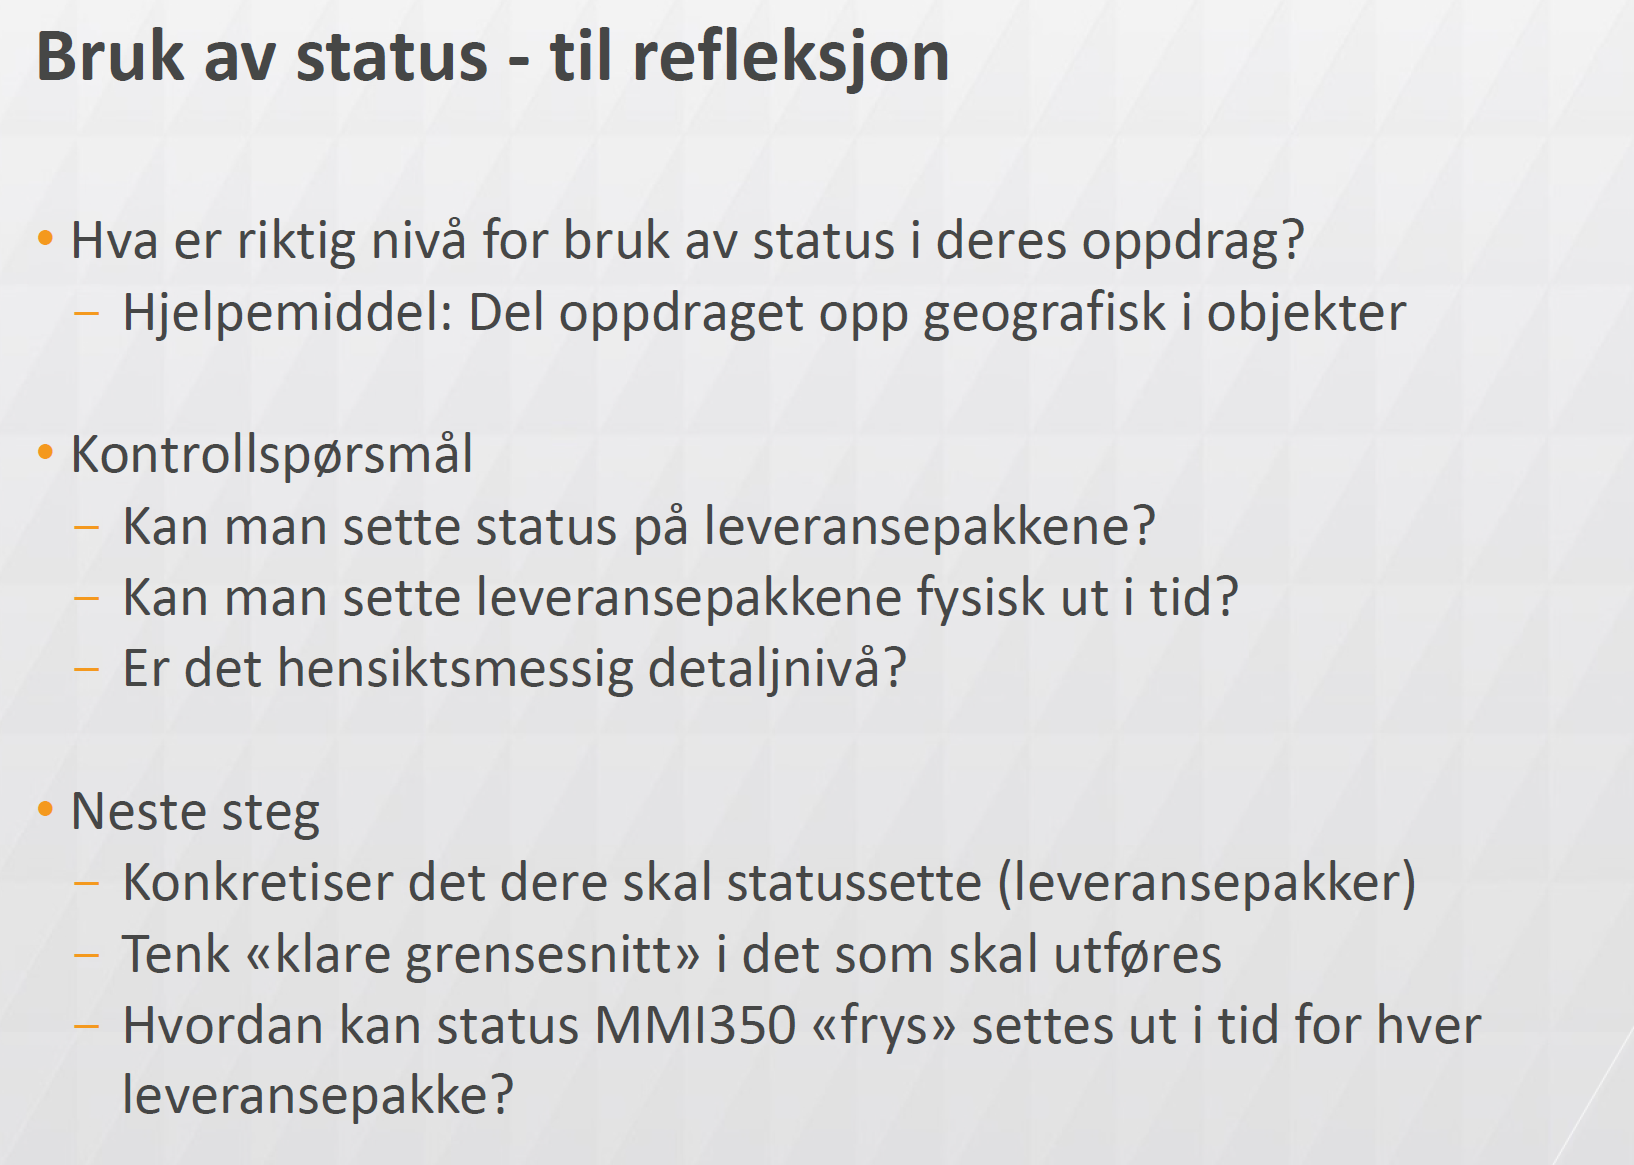 Bruk av status - til refleksjon
• Hva er riktig nivå for bruk av status i deres oppdrag?
– Hjelpemiddel: Del oppdraget opp geografisk i objekter
• Kontrollspørsmål
– Kan man sette status på leveransepakkene?
– Kan man sette leveransepakkene fysisk ut i tid?
– Er det hensiktsmessig detaljnivå?
• Neste steg
– Konkretiser det dere skal statussette (leveransepakker)
– Tenk «klare grensesnitt» i det som skal utføres
– Hvordan kan status MMI350 «frys» settes ut i tid for hver
leveransepakke?